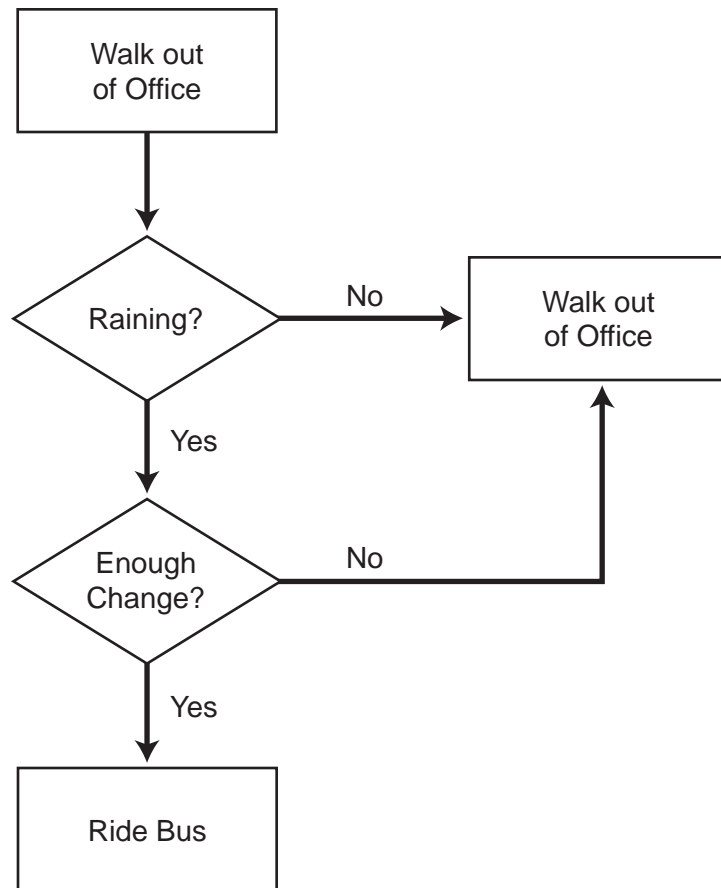 Walk out
of Office
Raining?
No
Walk out
of Office
Yes
Enough
Change?
No
Yes
Ride Bus